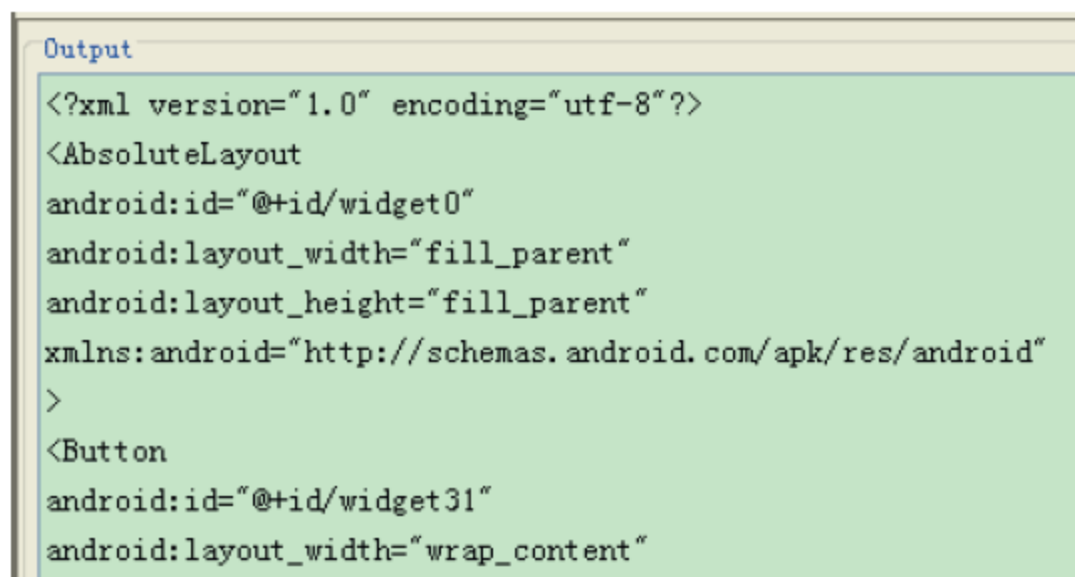 Output
<?xml version="1.0" encoding="utf-8"?>
<AbsoluteLayout
android:id="@+id/widget0"
android:layout_width="fill_parent"
android:layout_height="fill_parent"
xmlns:android="http://schemas.android.com/apk/res/android"
>
<Button
android:id="@+id/widget31"
android:layout_width="wrap_content"